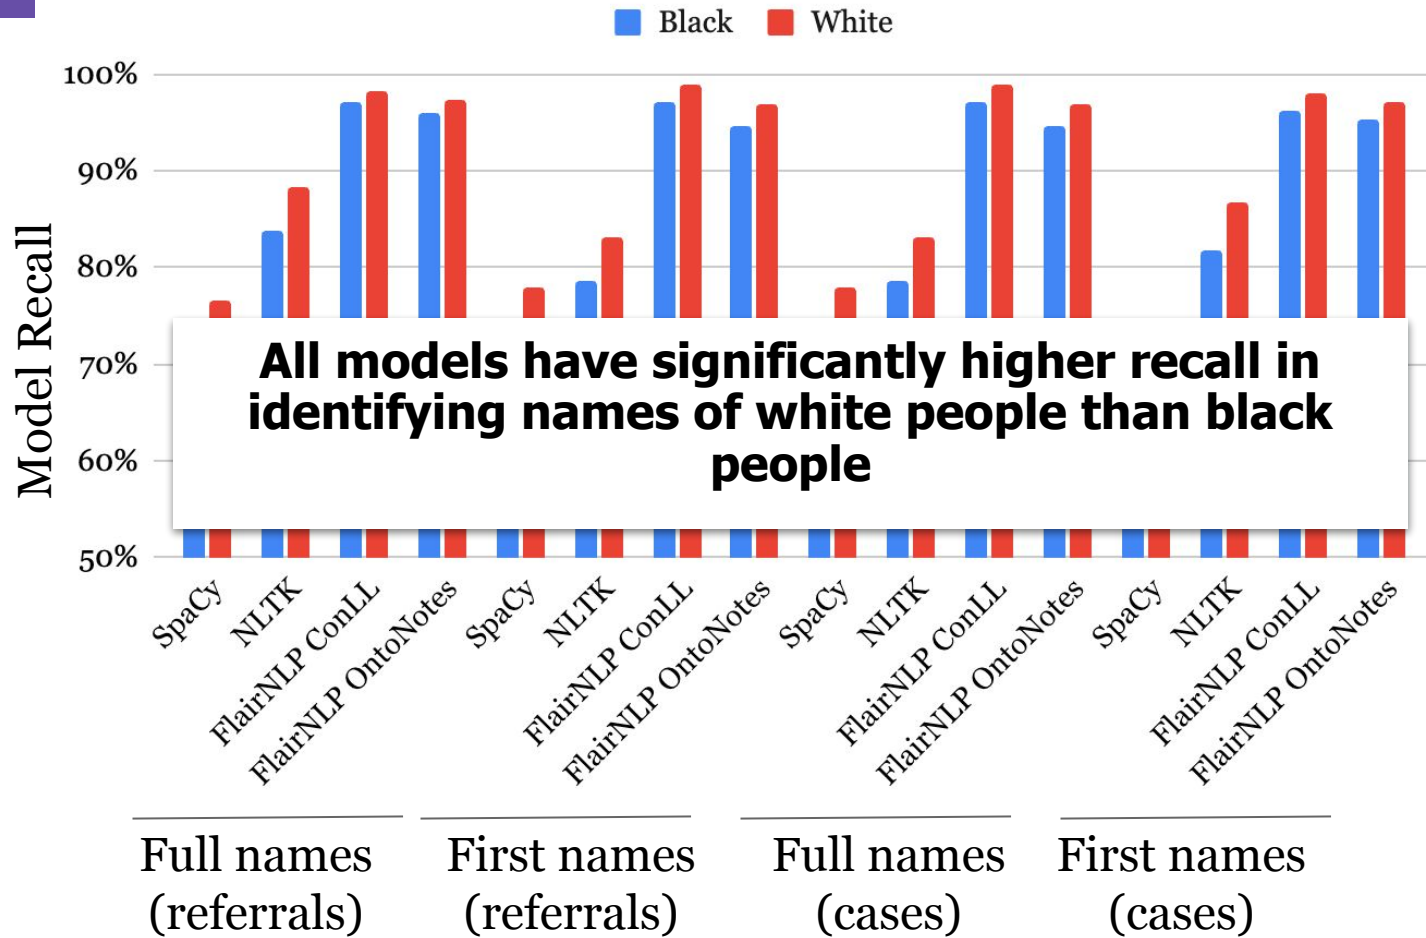 Black White
100%
90%
80%
70%
60%
50%
Model Recall
All models have significantly higher recall in
identifying names of white people than black
people
SpaCy
NLTK
FlairNLP ConLL
FlairNLP OntoNotes
SpaCy
NLTK
FlairNLP ConLL
FlairNLP OntoNotes
SpaCy
NLTK
FlairNLP ConLL
FlairNLP OntoNotes
SpaCy
NLTK
FlairNLP ConLL
FlairNLP OntoNotes
Full names
(referrals)
First names
(referrals)
Full names
(cases)
First names
(cases)